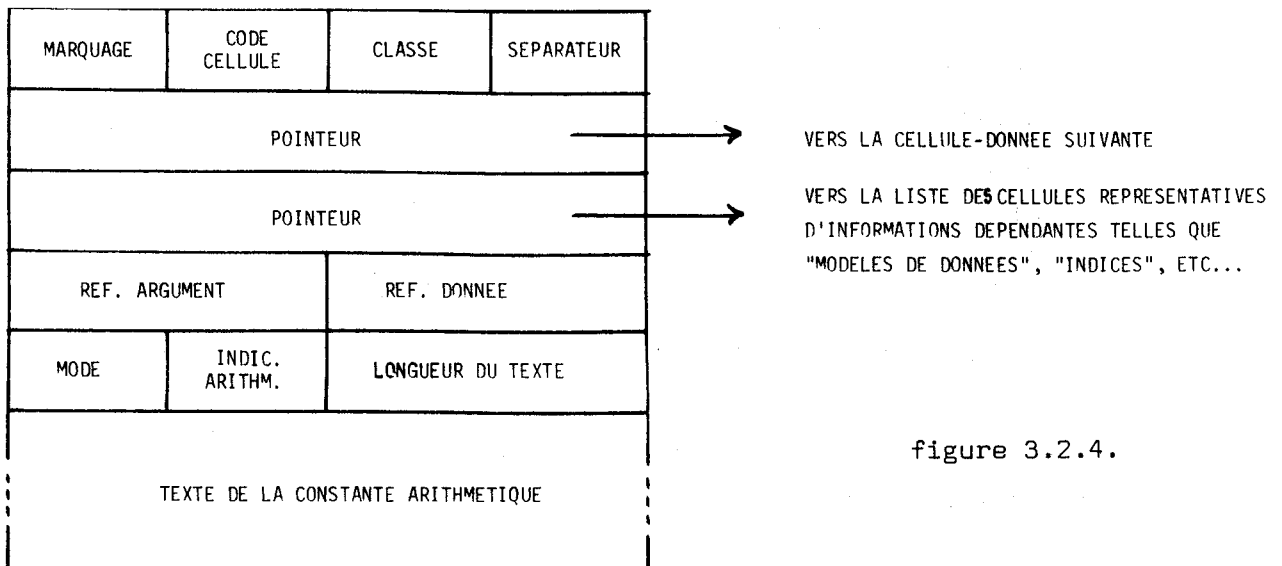 MARQUAGE
CODE
CELLULE
CLASSE
SEPARATEUR
POINTEUR
VERS LA CELLULE-DONNEE SUIVANTE
POINTEUR
VERS LA LISTE DES CELLULES REPRESENTATIVES
D'INFORMATIONS DEPENDANTES TELLES QUE
"MODELES DE DONNEES", "INDICES", ETC...
REF. ARGUMENT
REF. DONNEE
MODE
INDIC.
ARITHM.
LONGUEUR DU TEXTE
figure 3.2.4.
TEXTE DE LA CONSTANTE ARITHMETIQUE